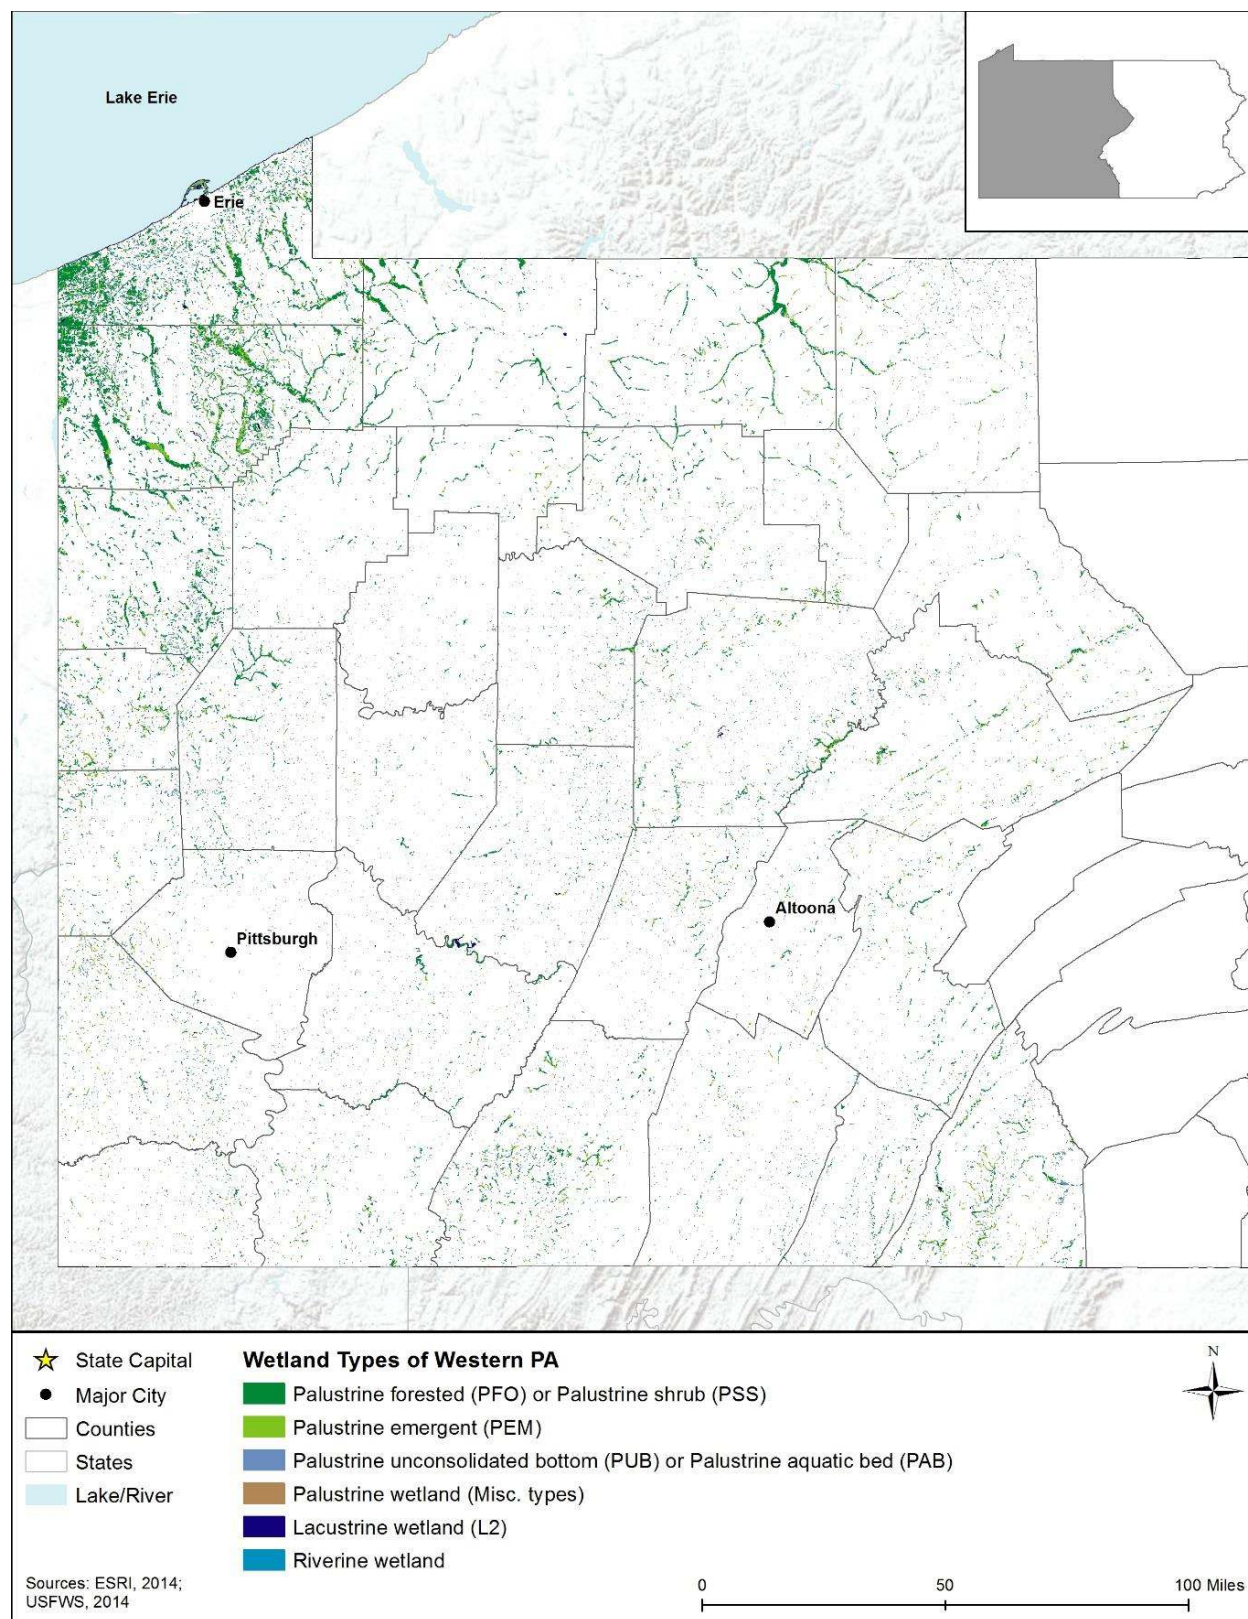 Lake Erie
Erie
Altoona
Pittsburgh
State Capital
Major City
Counties
States
Lake/River
Sources: ESRI, 2014;
USFWS, 2014
Wetland Types of Western PA
Palustrine forested (PFO) or Palustrine shrub (PSS)
Palustrine emergent (PEM)
Palustrine unconsolidated bottom (PUB) or Palustrine aquatic bed (PAB)
Palustrine wetland (Misc. types)
Lacustrine wetland (L2)
Riverine wetland
N
0 50 100 Miles